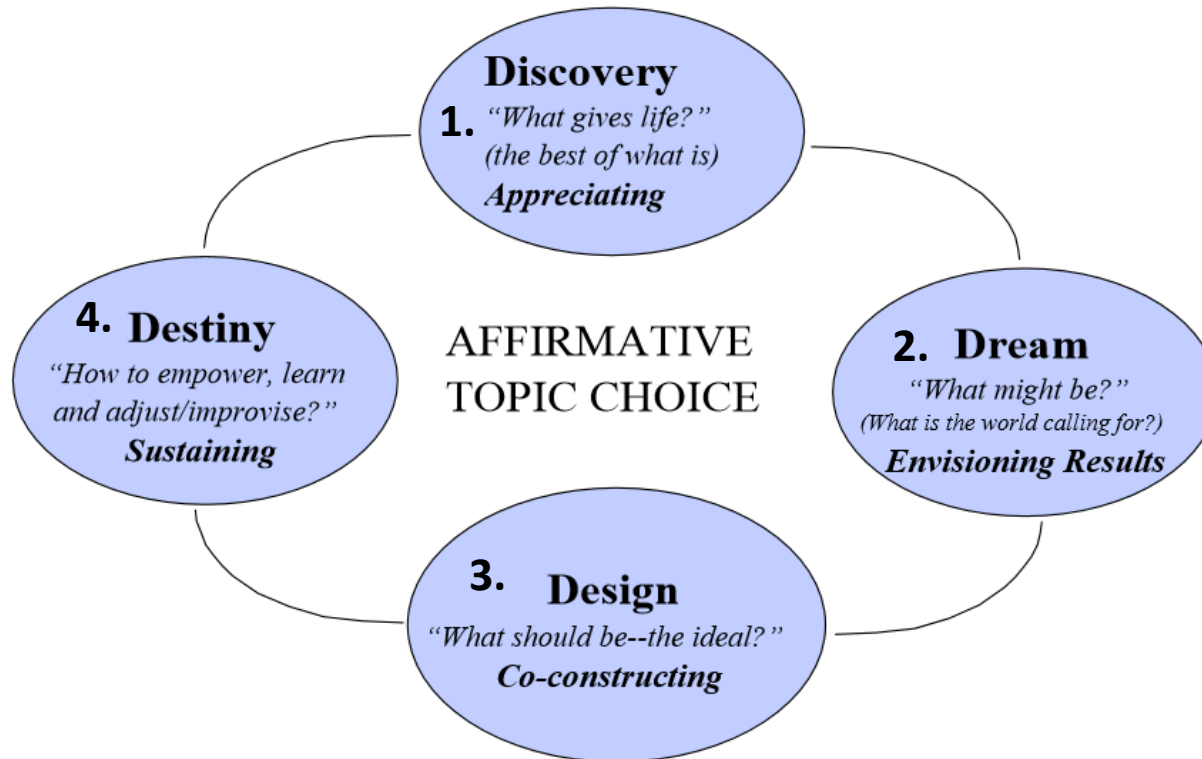 Discovery
1. “What gives life?”
(the best of what is)
Appreciating
2. Dream
“What might be?”
(What is the world calling for?)
Envisioning Results
3. Design
“What should be--the ideal?”
Co-constructing
4. Destiny
“How to empower, learn
and adjust/improvise?”
Sustaining
AFFIRMATIVE
TOPIC CHOICE